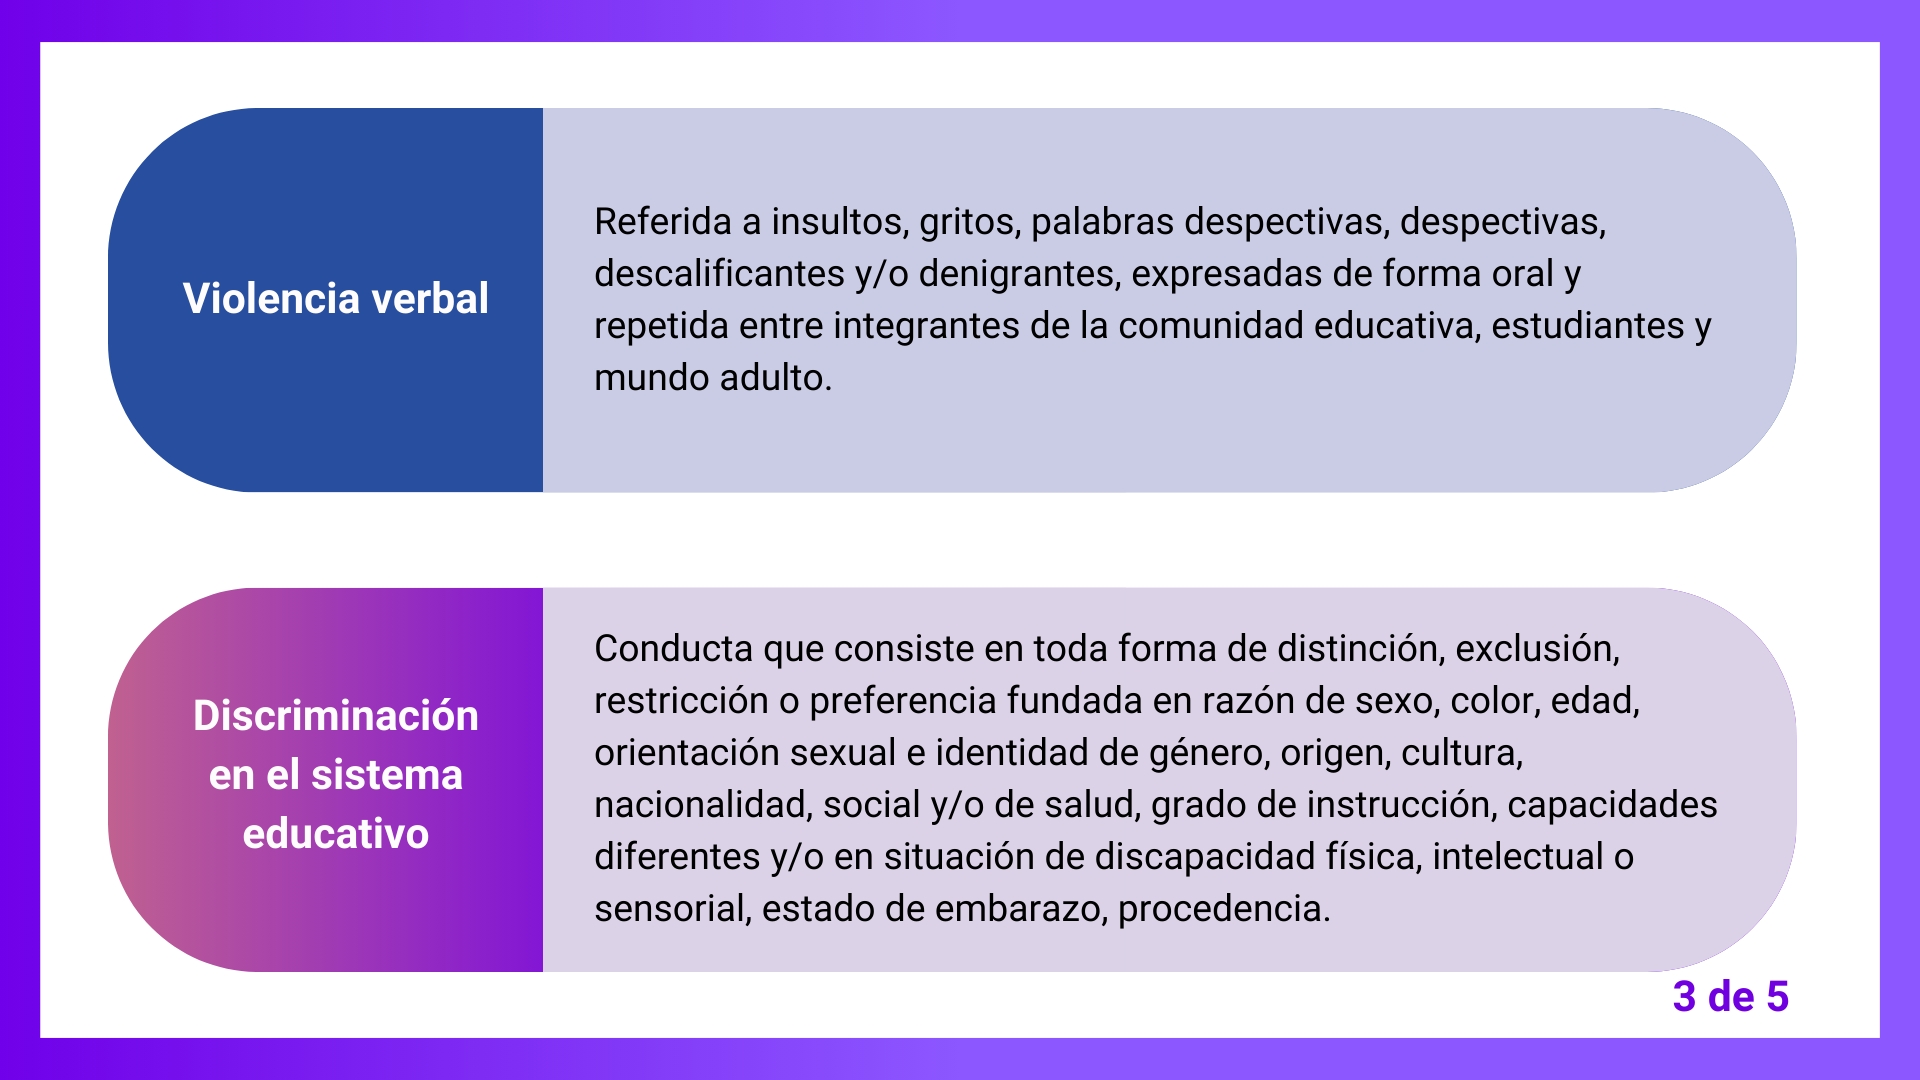 Violencia verbal
Referida a insultos, gritos, palabras despectivas, despectivas,
descalificantes y/o denigrantes, expresadas de forma oral y
repetida entre integrantes de la comunidad educativa, estudiantes y
mundo adulto.
Discriminación
en el sistema
educativo
Conducta que consiste en toda forma de distinción, exclusión,
restricción o preferencia fundada en razón de sexo, color, edad,
orientación sexual e identidad de género, origen, cultura,
nacionalidad, social y/o de salud, grado de instrucción, capacidades
diferentes y/o en situación de discapacidad física, intelectual o
sensorial, estado de embarazo, procedencia.
3 de 5